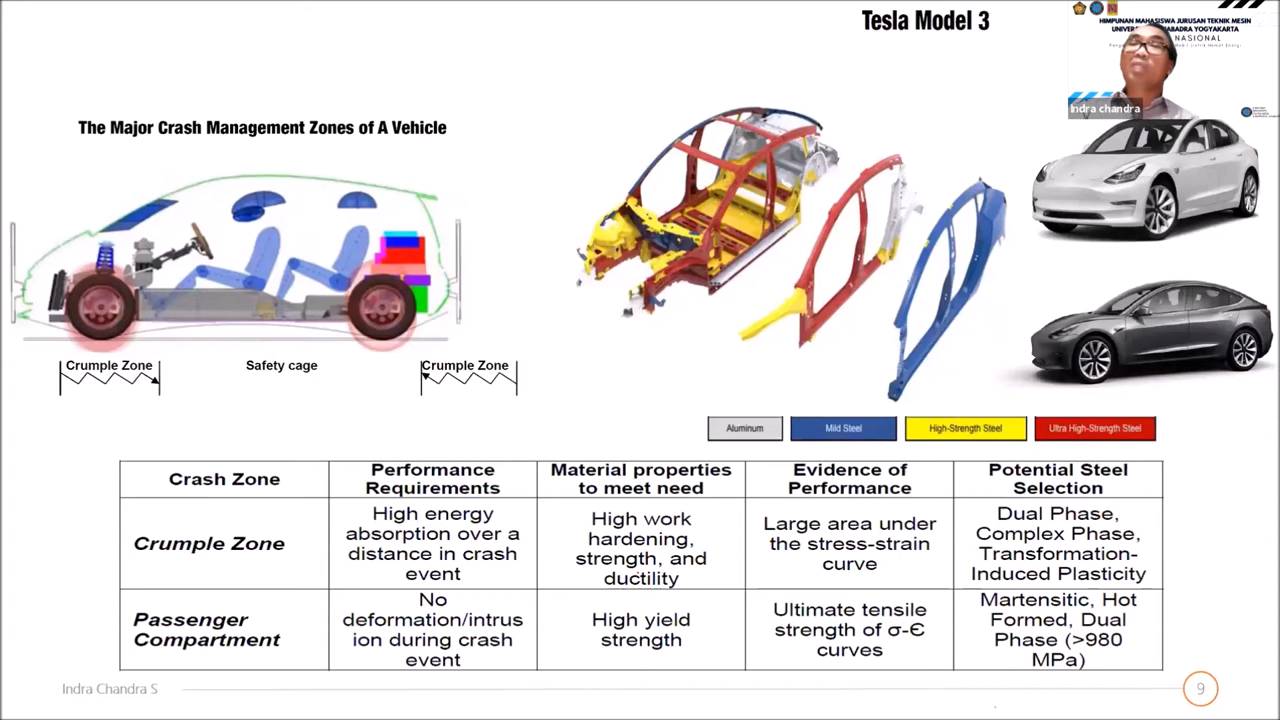 Tesla Model 3
HIMPUNAN MAHASISWA JURUSAN TEKNIK MESIN
YOGYAKARTA
NASIONAL
Indra chandra
The Major Crash Management Zones of A Vehicle
Crumple Zone
Safety cage
Crumple Zone
Aluminum
Mild Steel
High-Strength Steel
Ultra High-Strength Steel
Crash Zone
Performance
Requirements
Material properties
to meet need
Evidence of
Performance
Potential Steel
Selection
Crumple Zone
High energy
absorption over a
distance in crash
event
High work
hardening,
strength, and
ductility
Large area under
the stress-strain
curve
Dual Phase,
Complex Phase,
Transformation-
Induced Plasticity
Passenger
Compartment
No
deformation/intrus
ion during crash
event
High yield
strength
Ultimate tensile
strength of σ-Є
curves
Martensitic, Hot
Formed, Dual
Phase (>980
MPa)
Indra Chandra S
9